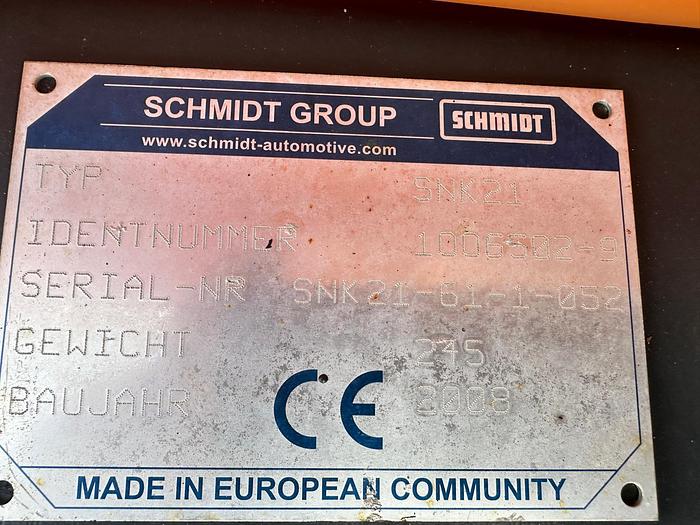 SCHMIDT GROUP SCHMIDT
www.schmidt-automotive.com
TYP SNK21
IDENTNUMMER 1006502-9
SERIAL-NR SNK21-61-1-052
GEWICHT 245
BAUJAHR CE 2008
MADE IN EUROPEAN COMMUNITY